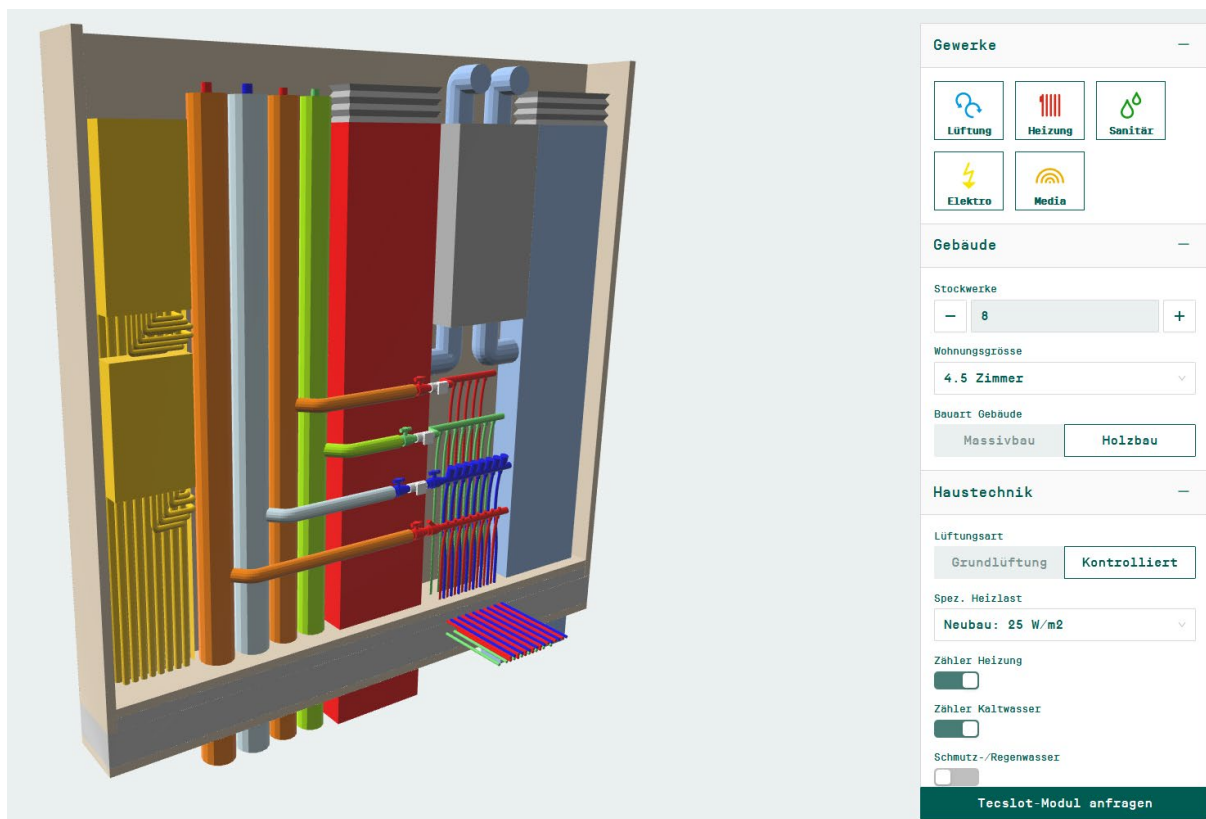 Gewerke
Lüftung Heizung Sanitär
Elektro Media
Gebäude
Stockwerke
8
Wohnungsgrösse
4.5 Zimmer
Bauart Gebäude
Massivbau Holzbau
Haustechnik
Lüftungsart
Grundlüftung Kontrolliert
Spez. Heizlast
Neubau: 25 W/m2
Zähler Heizung
Zähler Kaltwasser
Schmutz-/Regenwasser
Tecslot-Modul anfragen